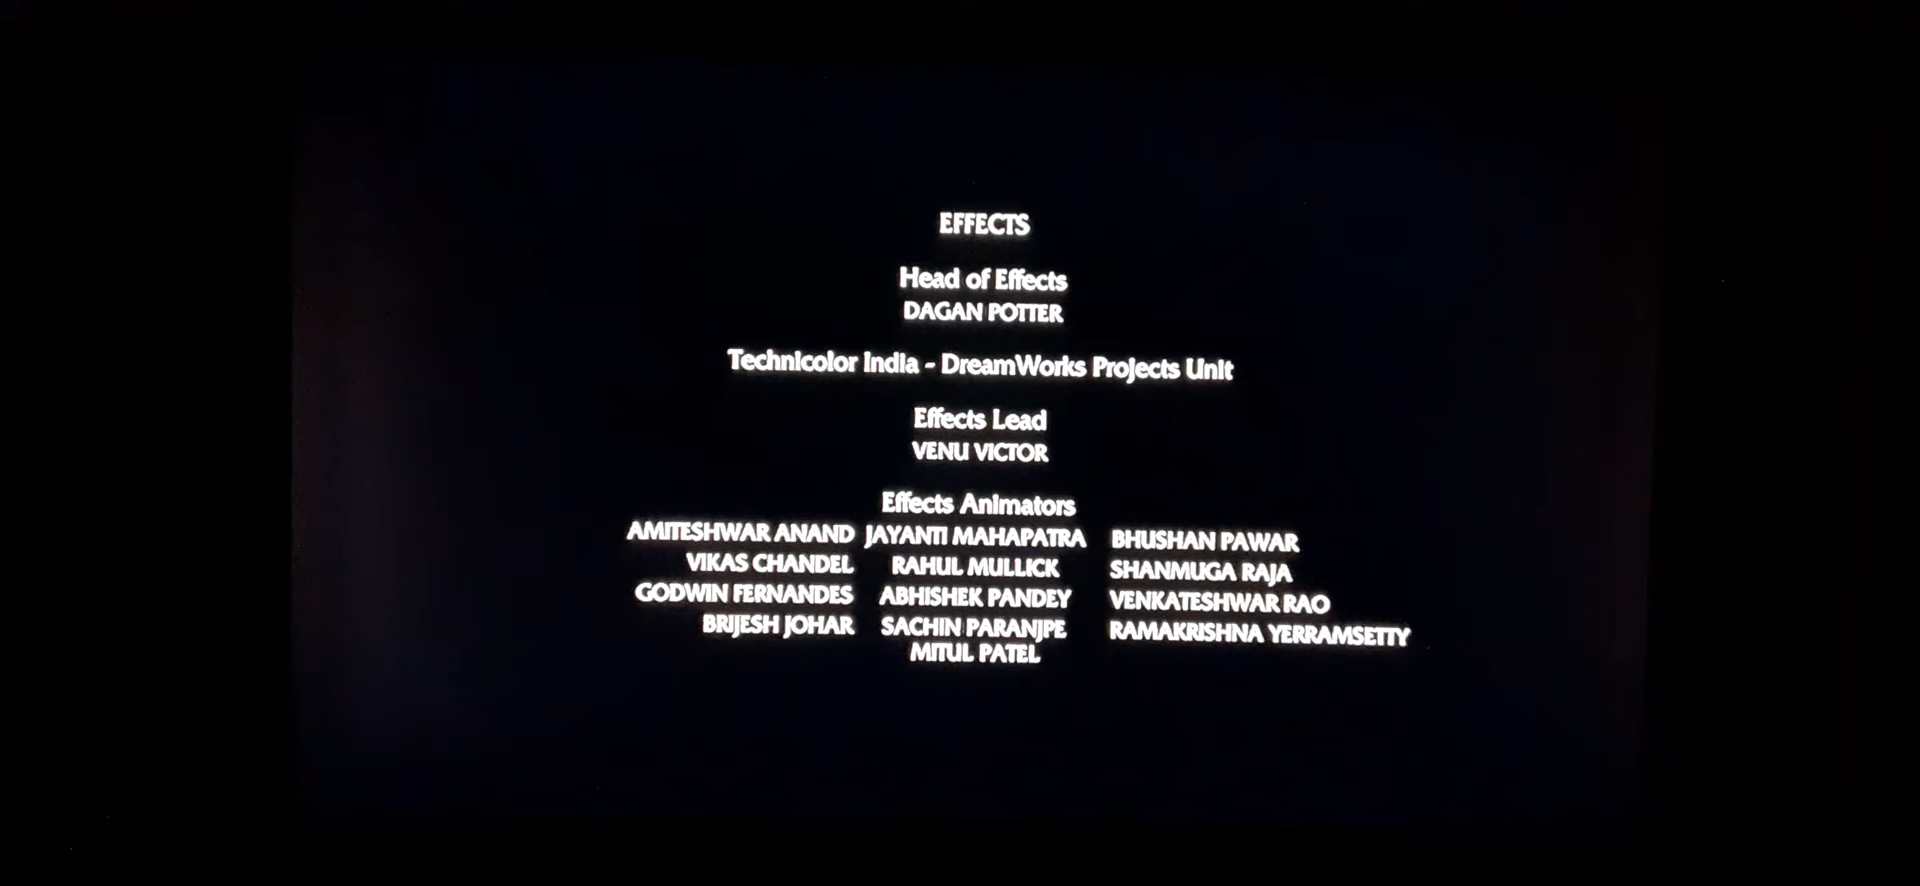 EFFECTS
Head of Effects
DAGAN POTTER
Technicolor India - DreamWorks Projects Unit
Effects Lead
VENU VICTOR
Effects Animators
AMITESHWAR ANAND JAYANTI MAHAPATRA BHUSHAN PAWAR
VIKAS CHANDEL RAHUL MULLICK SHANMUGA RAJA
GODWIN FERNANDES ABHISHEK PANDEY VENKATESHWAR RAO
BRIJESH JOHAR SACHIN PARANJPE RAMAKRISHNA YERRAMSETTY
MITUL PATEL